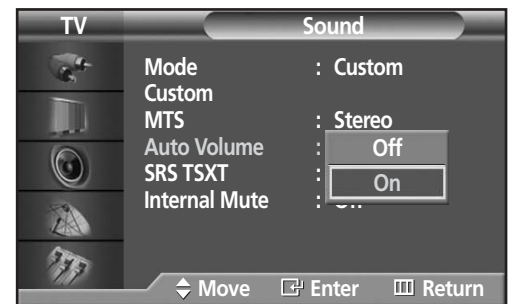 TV Sound
Mode : Custom
Custom
MTS : Stereo
Auto Volume : Off
SRS TSXT : On
Internal Mute :
Move Enter Return